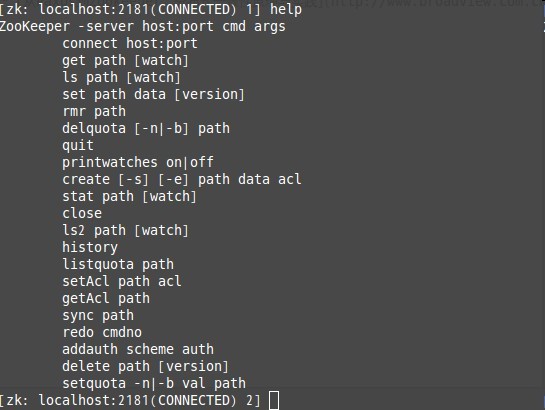 [zk: localhost:2181(CONNECTED) 1] help
ZooKeeper -server host:port cmd args
        connect host:port
        get path [watch]
        ls path [watch]
        set path data [version]
        rmr path
        delquota [-n|-b] path
        quit
        printwatches on|off
        create [-s] [-e] path data acl
        stat path [watch]
        close
        ls2 path [watch]
        history
        listquota path
        setAcl path acl
        getAcl path
        sync path
        redo cmdno
        addauth scheme auth
        delete path [version]
        setquota -n|-b val path
[zk: localhost:2181(CONNECTED) 2]